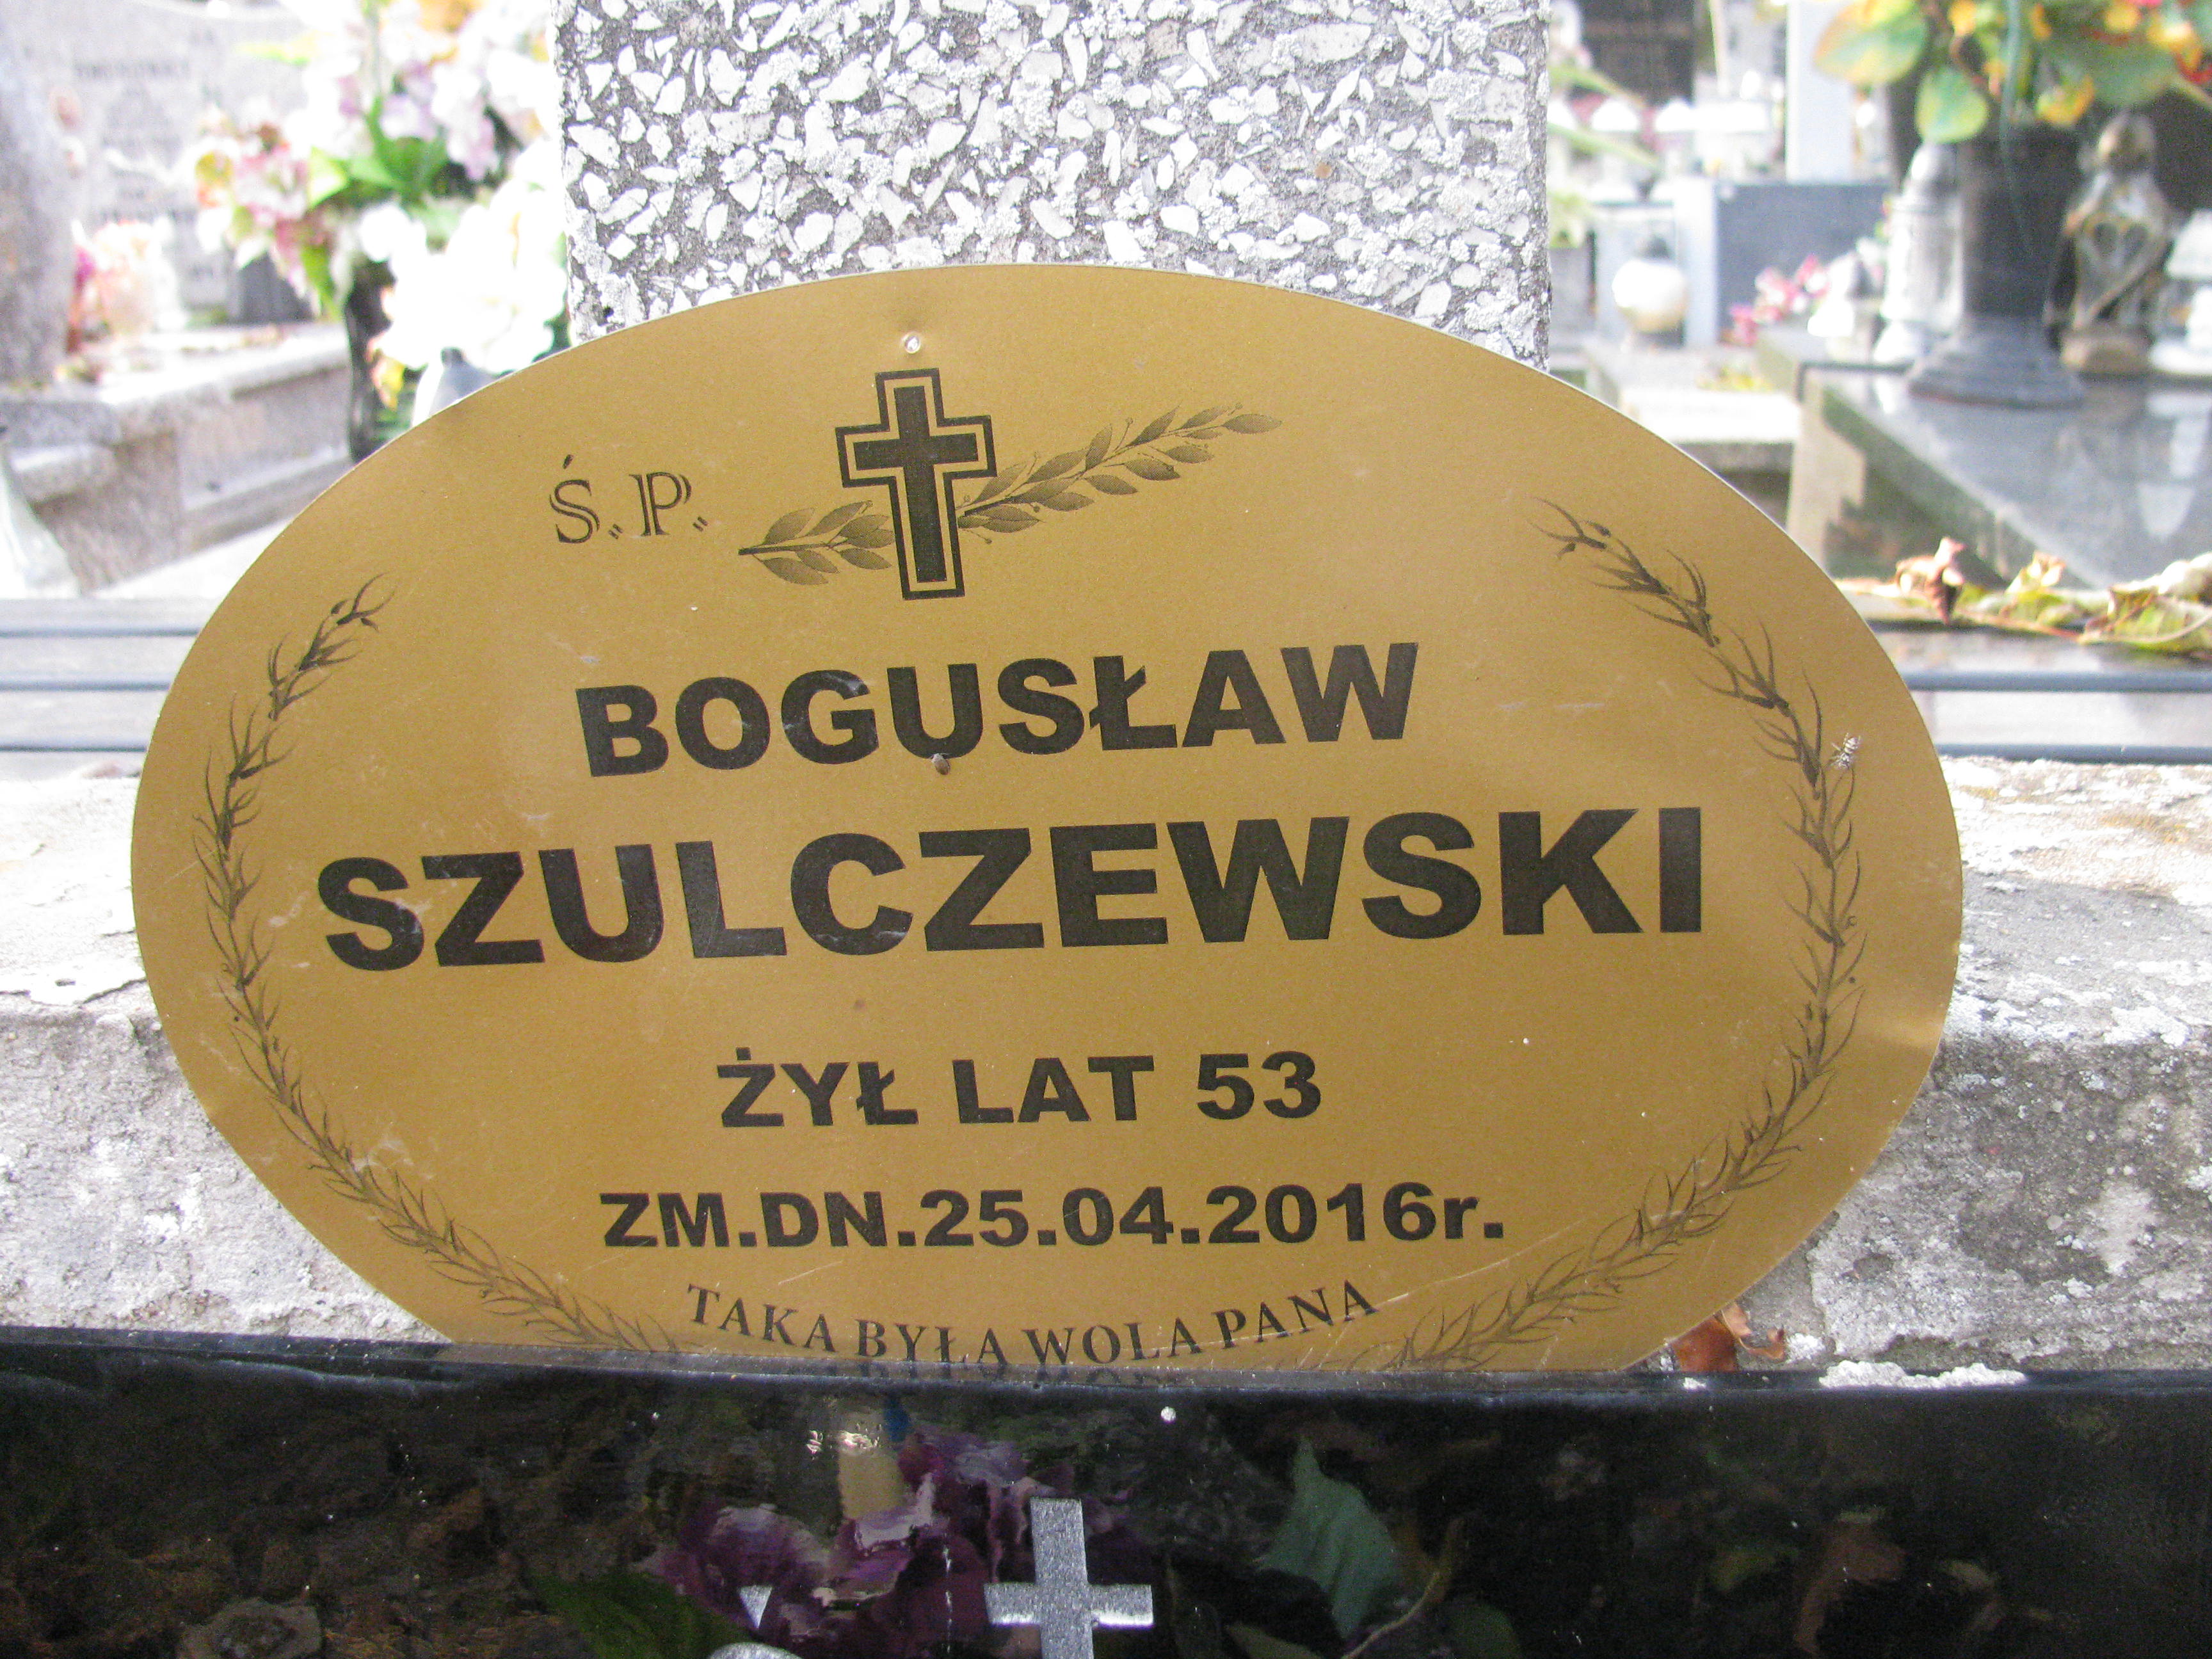 Ś.P.
BOGUSŁAW
SZULCZEWSKI
ŻYŁ LAT 53
ZM.DN.25.04.2016r.
TAKA BYŁA WOLA PANA